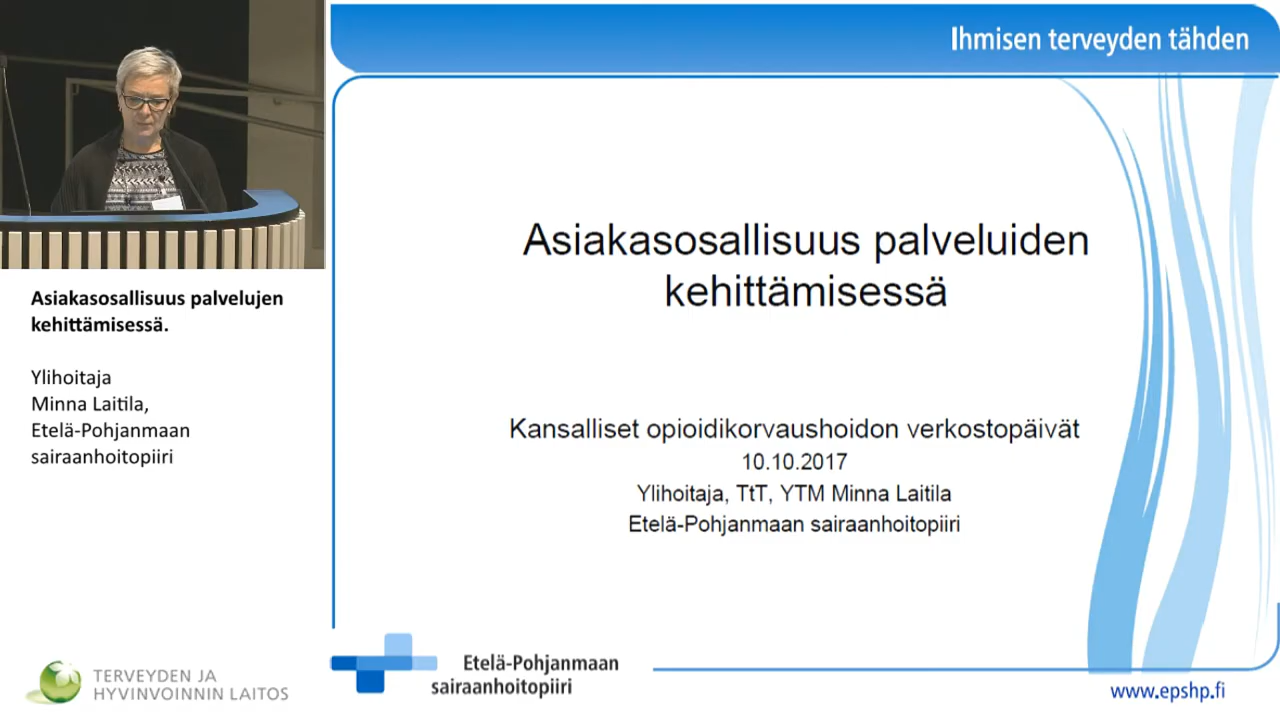 Ihmisen terveyden tähden
Asiakasosallisuus palveluiden
kehittämisessä
Kansalliset opioidikorvaushoidon verkostopäivät
10.10.2017
Ylihoitaja, TtT, YTM Minna Laitila
Etelä-Pohjanmaan sairaanhoitopiiri
Asiakasosallisuus palvelujen
kehittämisessä.
Ylihoitaja
Minna Laitila,
Etelä-Pohjanmaan
sairaanhoitopiiri
TERVEYDEN JA
HYVINVOINNIN LAITOS
Etelä-Pohjanmaan
sairaanhoitopiiri
www.epshp.fi